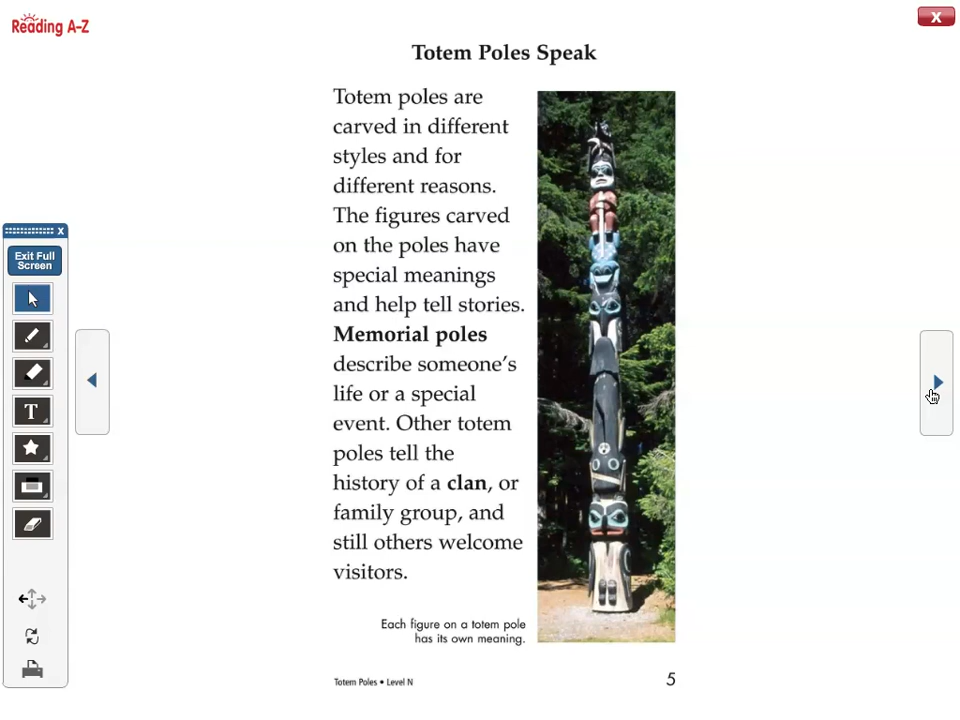 Reading A-Z
X
Totem Poles Speak
Totem poles are
carved in different
styles and for
different reasons.
The figures carved
on the poles have
special meanings
and help tell stories.
Memorial poles
describe someone's
life or a special
event. Other totem
poles tell the
history of a clan, or
family group, and
still others welcome
visitors.
Each figure on a totem pole
has its own meaning.
Totem Poles • Level N
5
x
Exit Full
Screen
T